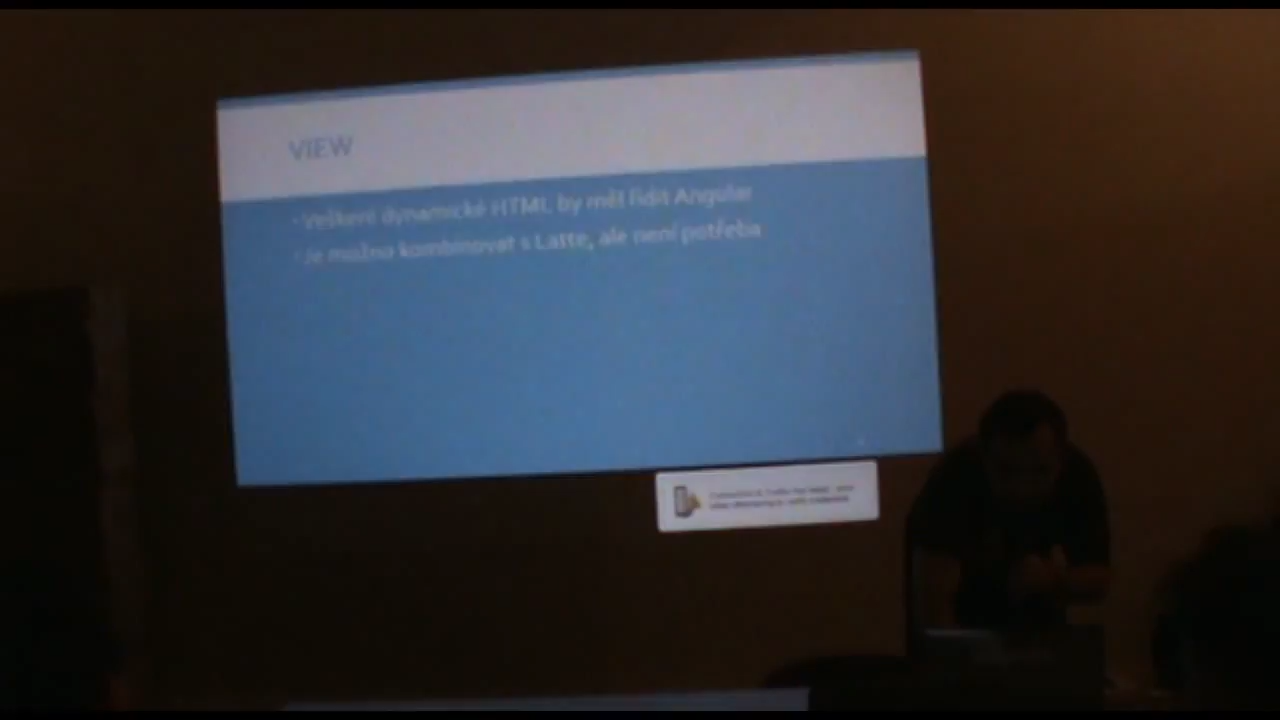 VIEW
• Veškeré dynamické HTML by měl řídit Angular
• Je možno kombinovat s Latte, ale není potřeba